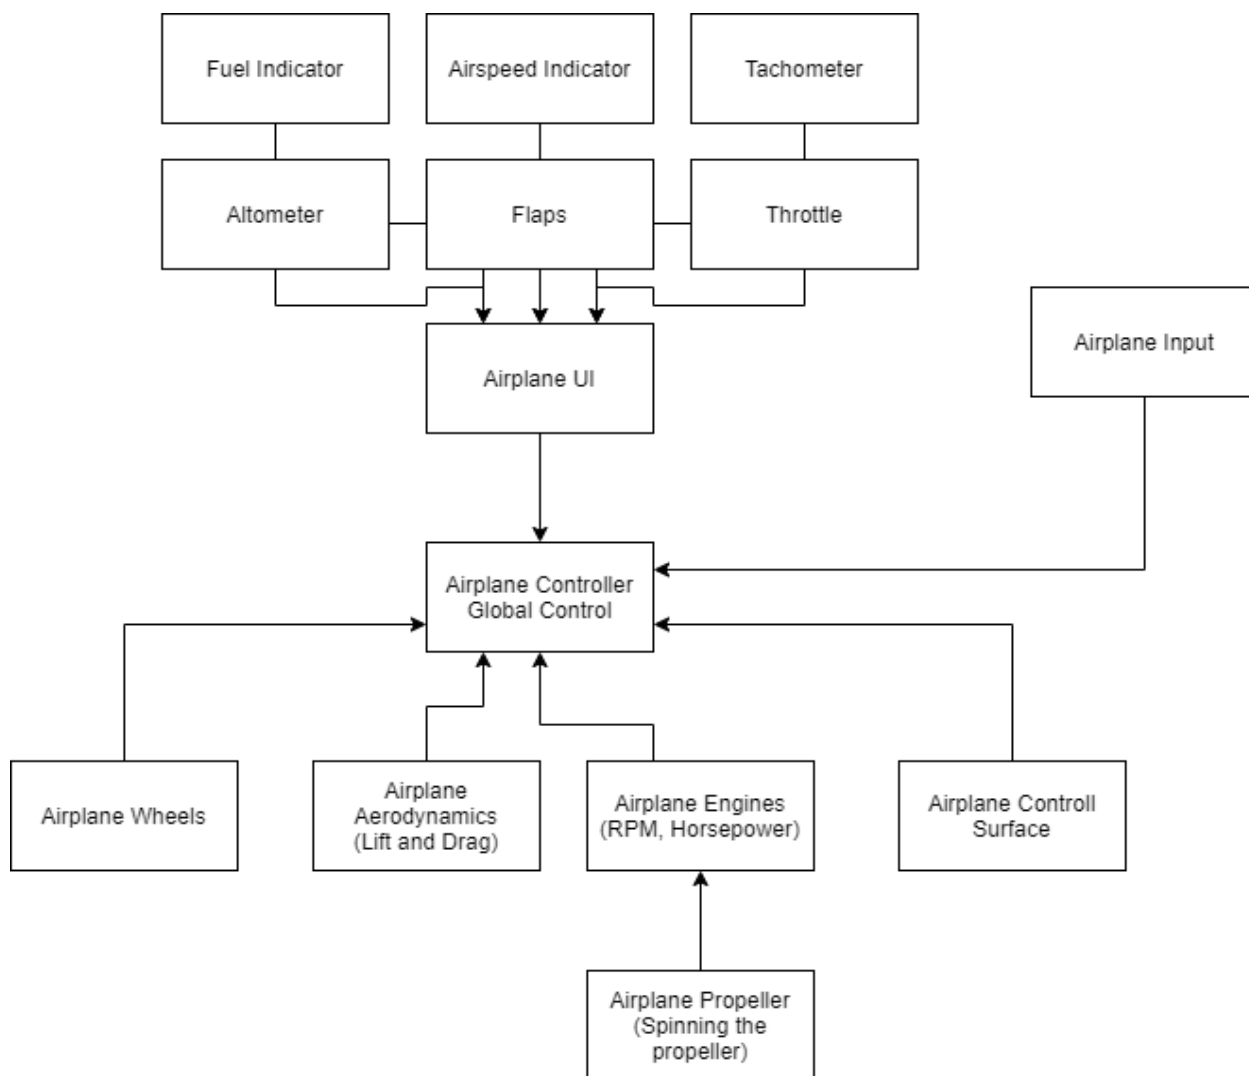 Fuel Indicator
Airspeed Indicator
Tachometer
Altometer
Flaps
Throttle
Airplane Input
Airplane UI
Airplane Controller
Global Control
Airplane Wheels
Airplane
Aerodynamics
(Lift and Drag)
Airplane Engines
(RPM, Horsepower)
Airplane Controll
Surface
Airplane Propeller
(Spinning the
propeller)